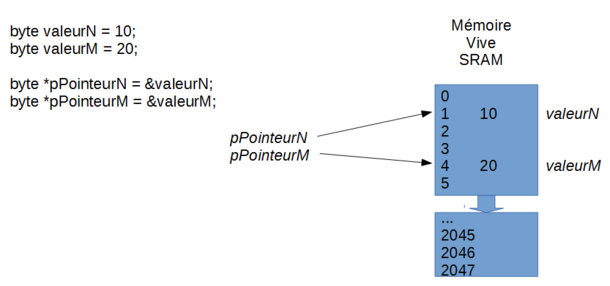 byte valeurN = 10;
byte valeurM = 20;
byte *pPointeurN = &valeurN;
byte *pPointeurM = &valeurM;
pPointeurN
pPointeurM
Mémoire
Vive
SRAM
0
1 10 valeurN
2
3
4 20 valeurM
5
...
2045
2046
2047